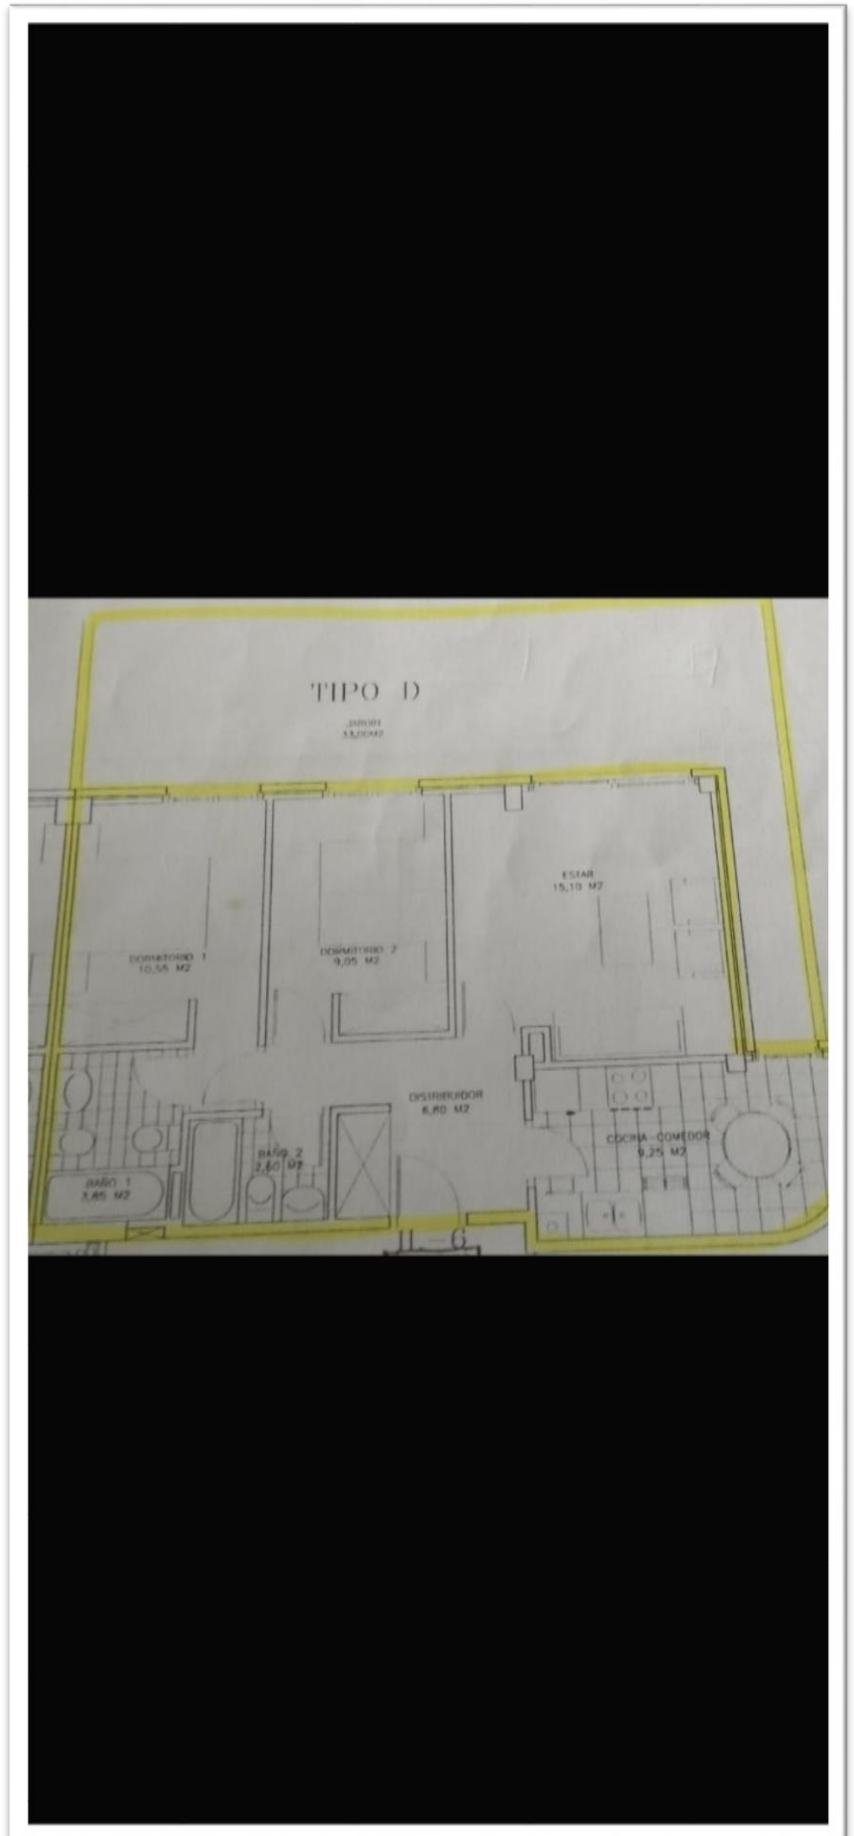 TIPO D
JARDIN
33,00M2
ESTAR
15,10 M2
DORMITORIO 1
10,55 M2
DORMITORIO 2
9,05 M2
DISTRIBUIDOR
6,80 M2
COCINA-COMEDOR
9,25 M2
BAÑO 2
2,60 M2
BAÑO 1
3,85 M2